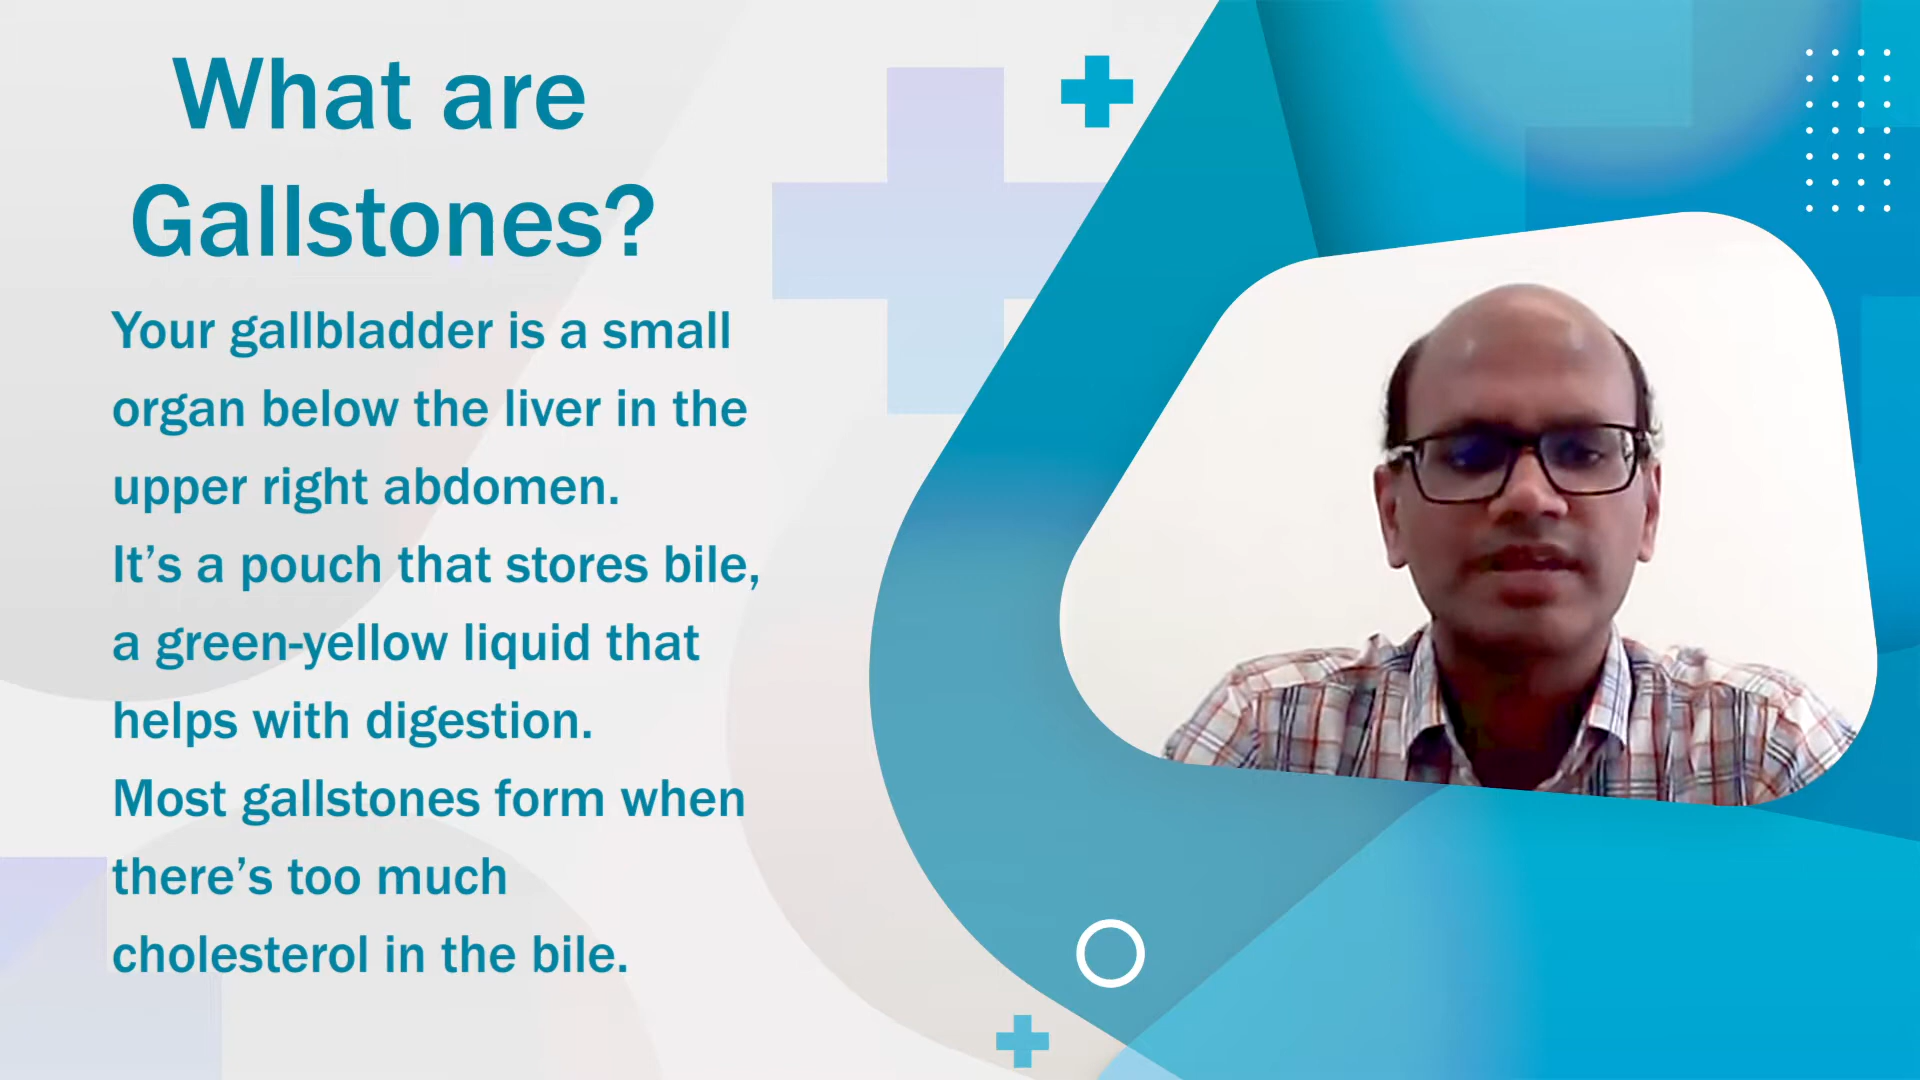 What are
Gallstones?
Your gallbladder is a small
organ below the liver in the
upper right abdomen.
It’s a pouch that stores bile,
a green-yellow liquid that
helps with digestion.
Most gallstones form when
there’s too much
cholesterol in the bile.